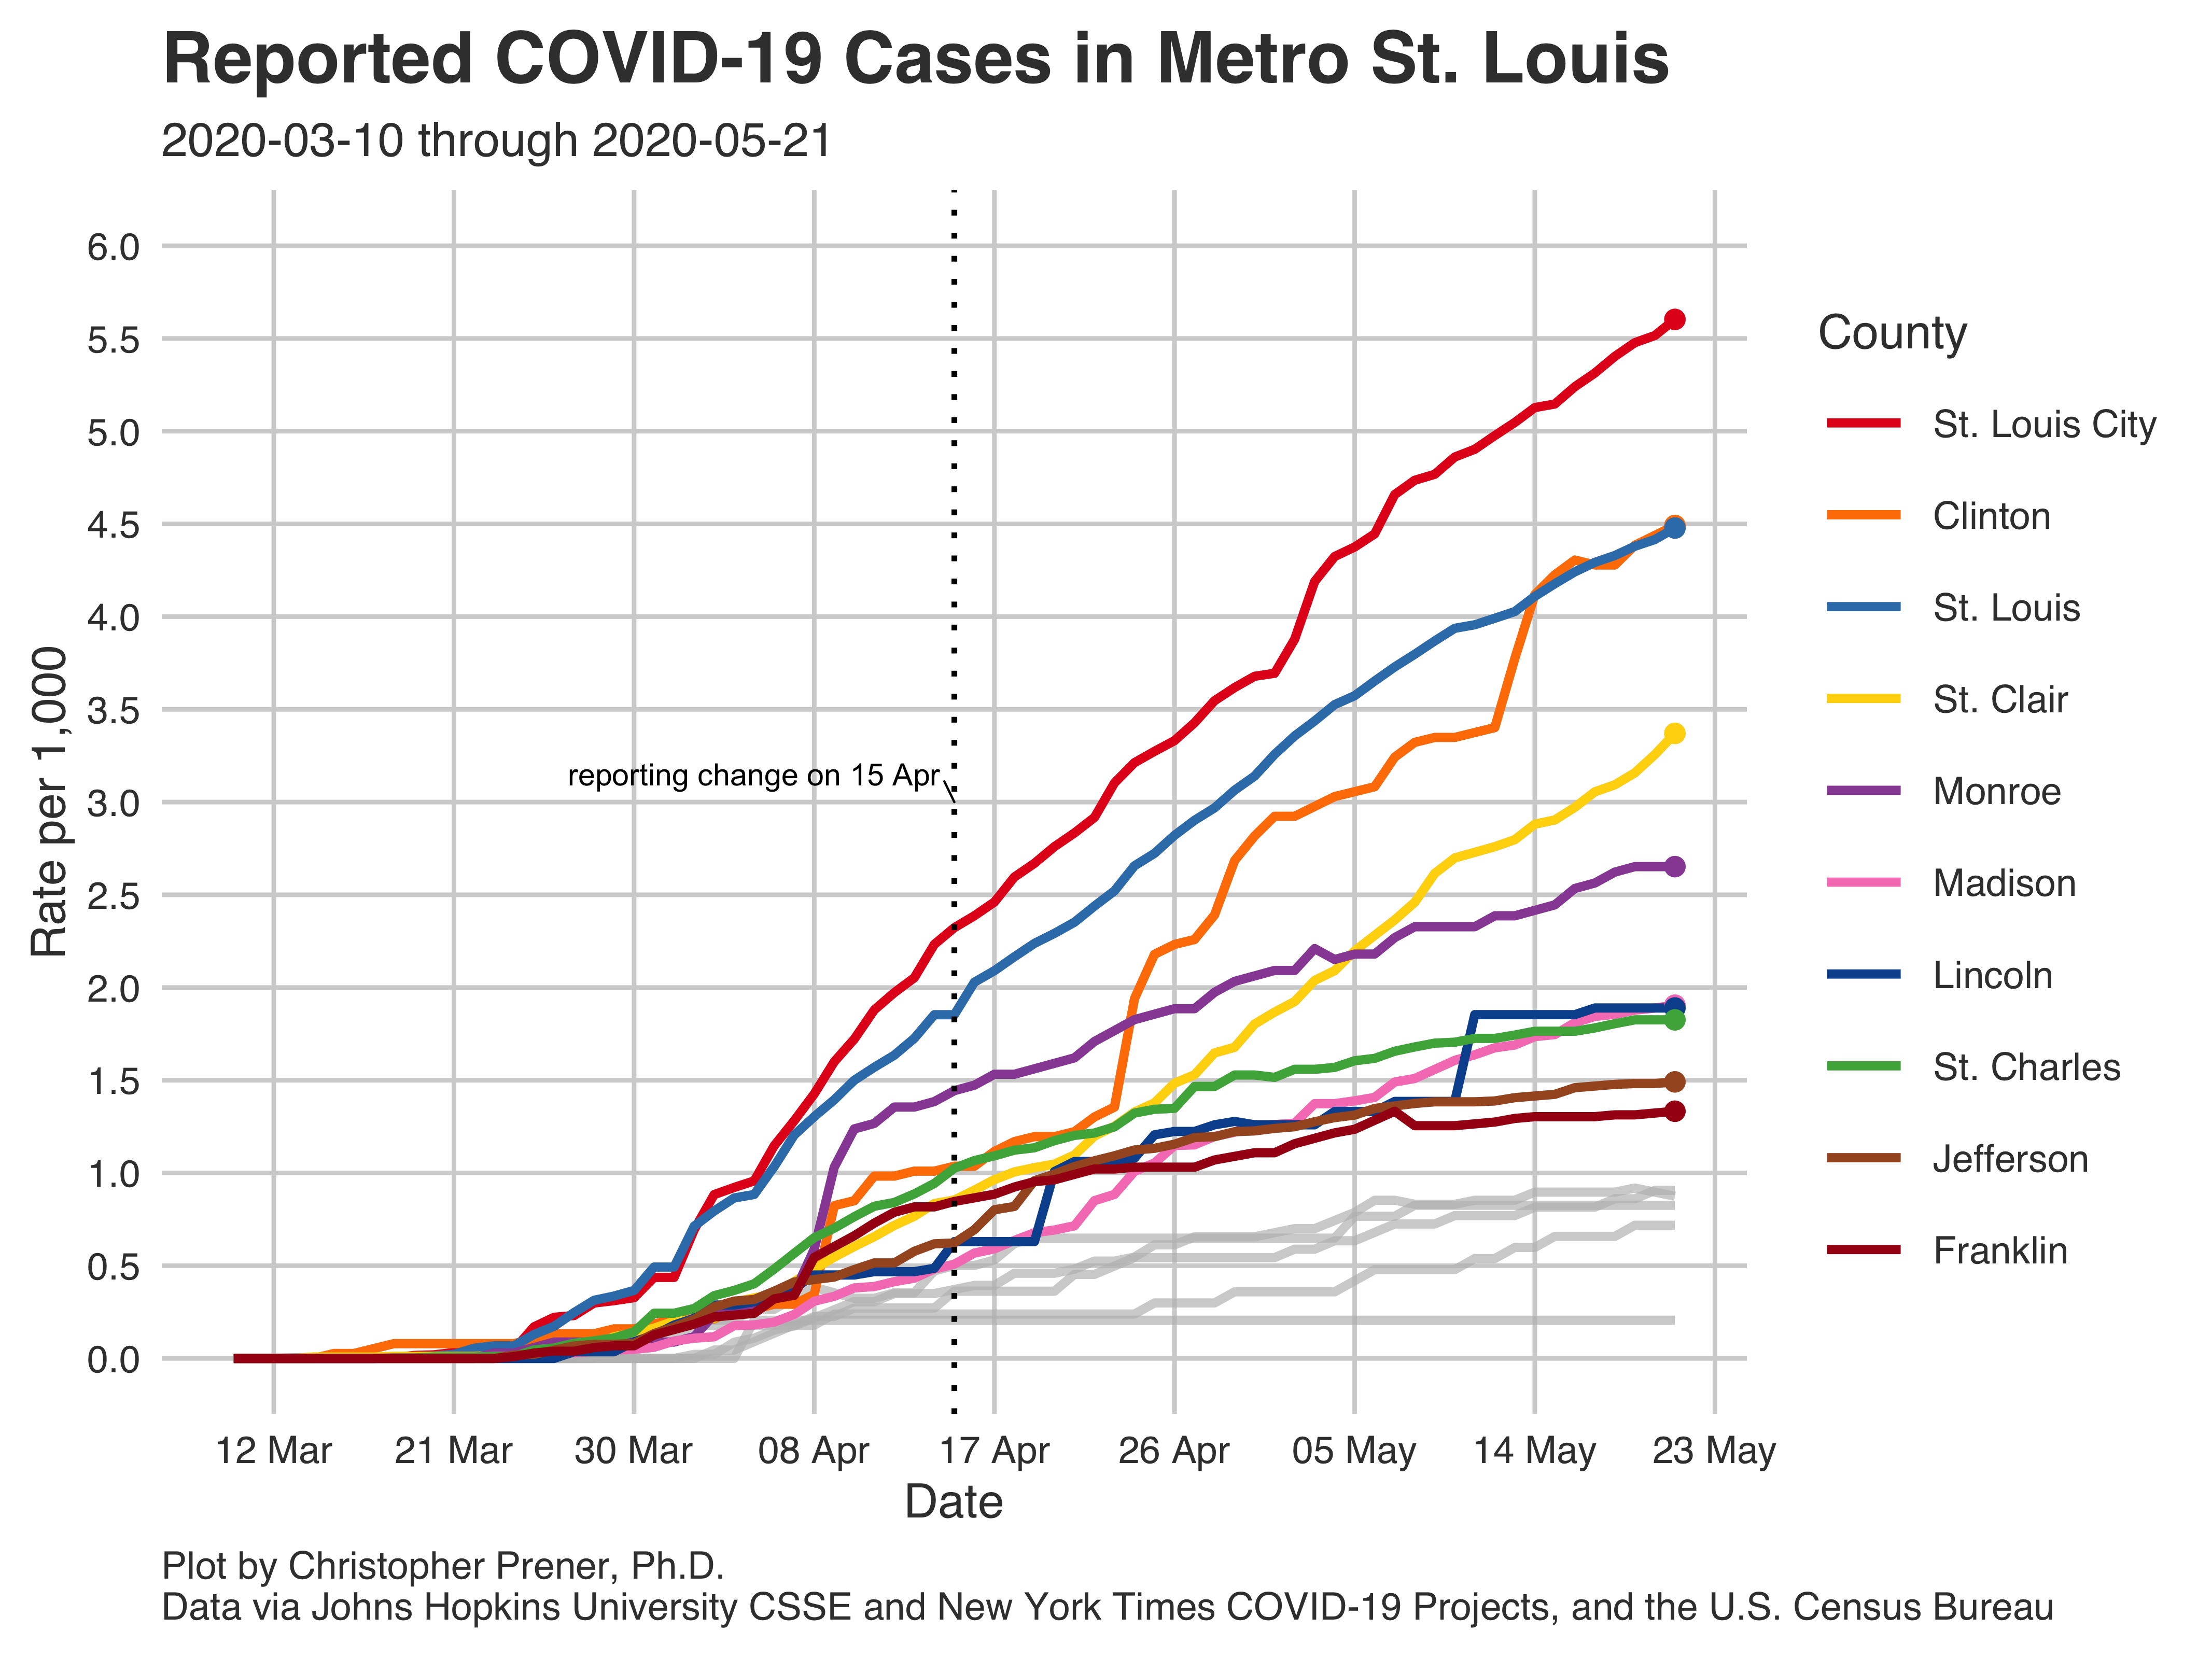 Reported COVID-19 Cases in Metro St. Louis
2020-03-10 through 2020-05-21
Rate per 1,000
6.0
5.5
5.0
4.5
4.0
3.5
3.0
2.5
2.0
1.5
1.0
0.5
0.0
reporting change on 15 Apr
12 Mar
21 Mar
30 Mar
08 Apr
17 Apr
26 Apr
05 May
14 May
23 May
Date
County
St. Louis City
Clinton
St. Louis
St. Clair
Monroe
Madison
Lincoln
St. Charles
Jefferson
Franklin
Plot by Christopher Prener, Ph.D.
Data via Johns Hopkins University CSSE and New York Times COVID-19 Projects, and the U.S. Census Bureau